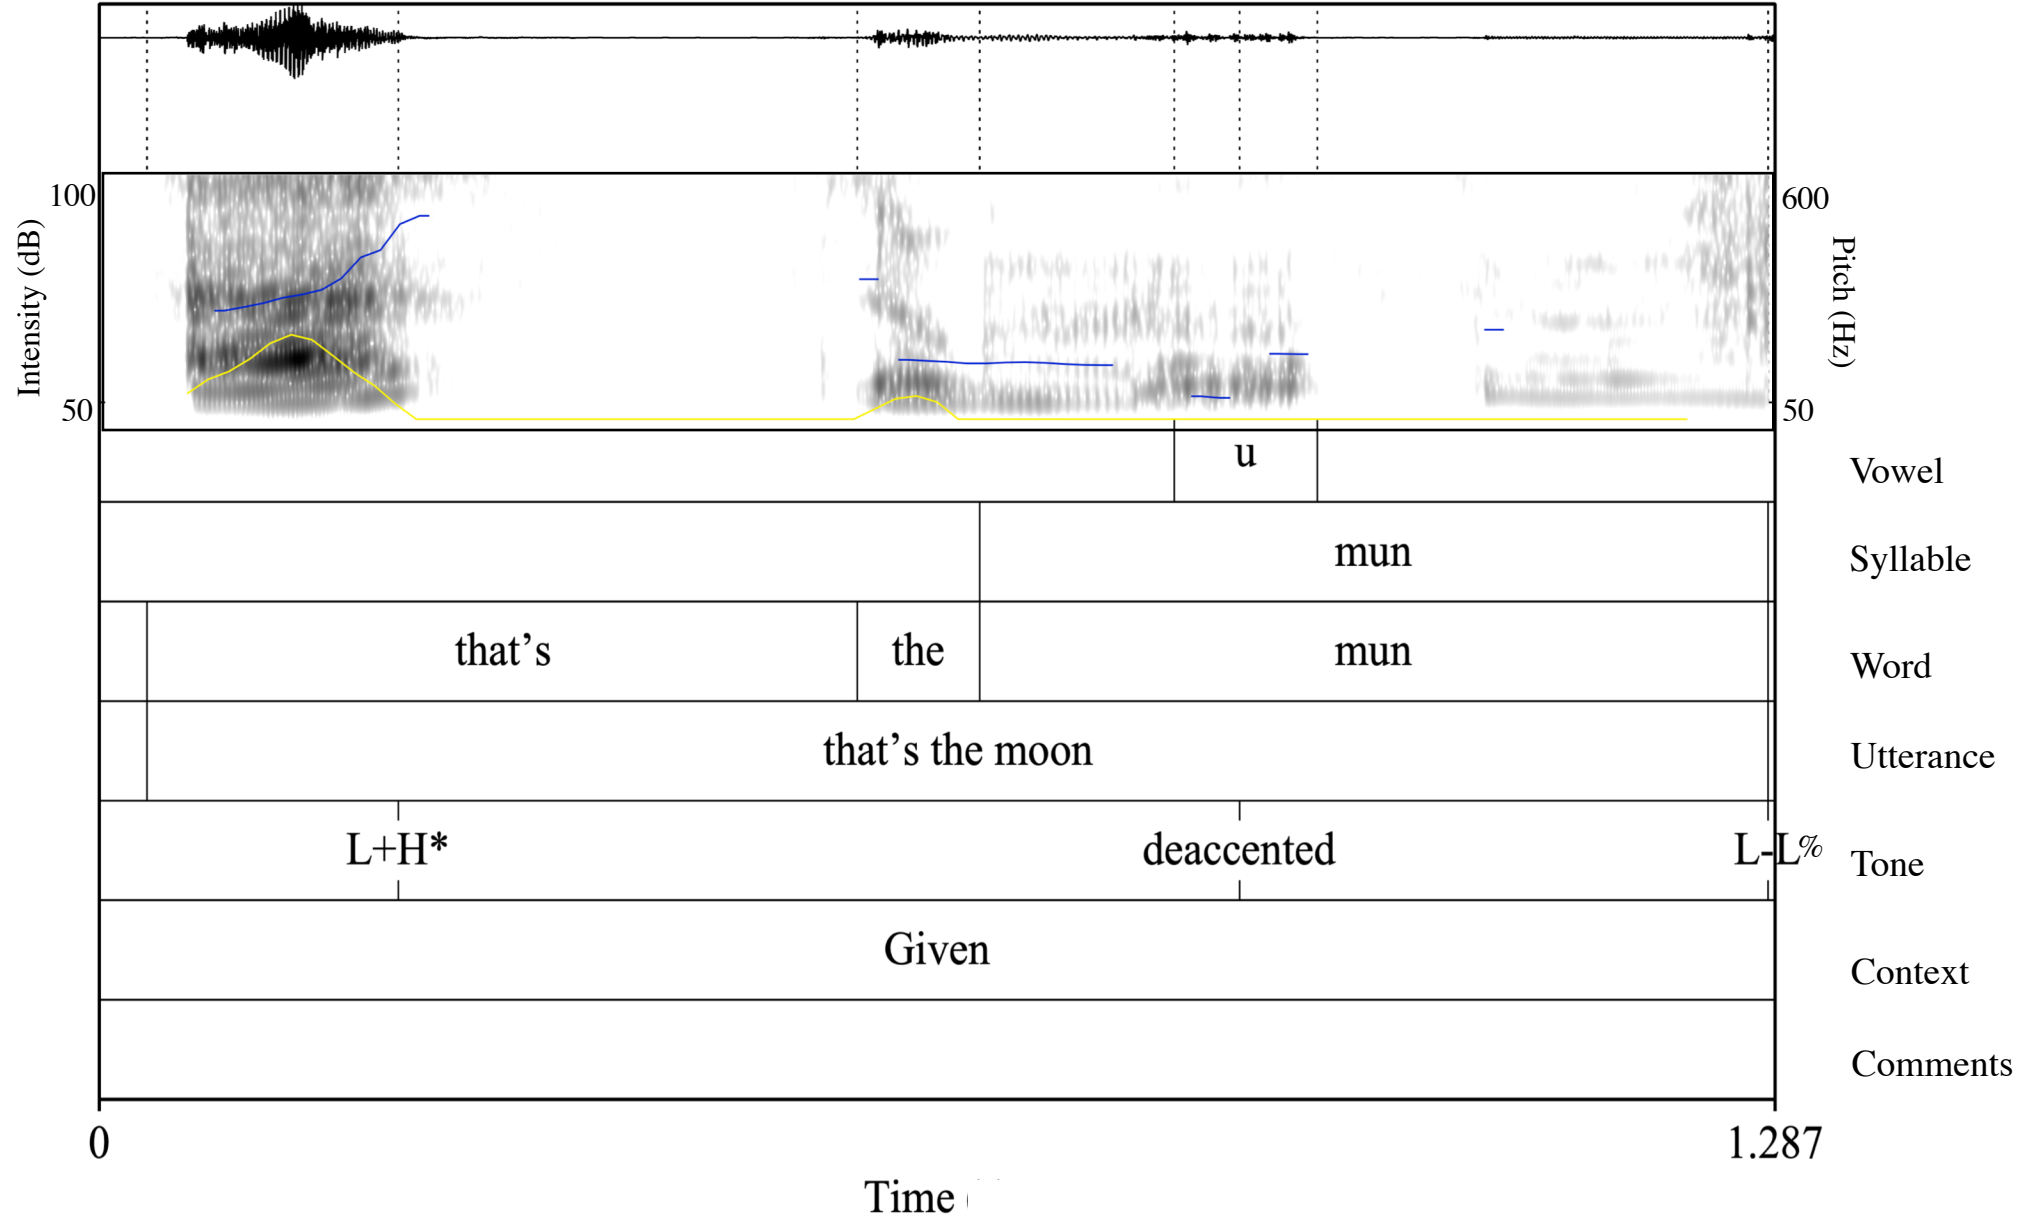 100
600
Intensity (dB)
Pitch (Hz)
50
50
u
Vowel
mun
Syllable
that's the mun
Word
that's the moon
Utterance
L+H* deaccented L-L%
Tone
Given
Context
Comments
0 1.287
Time